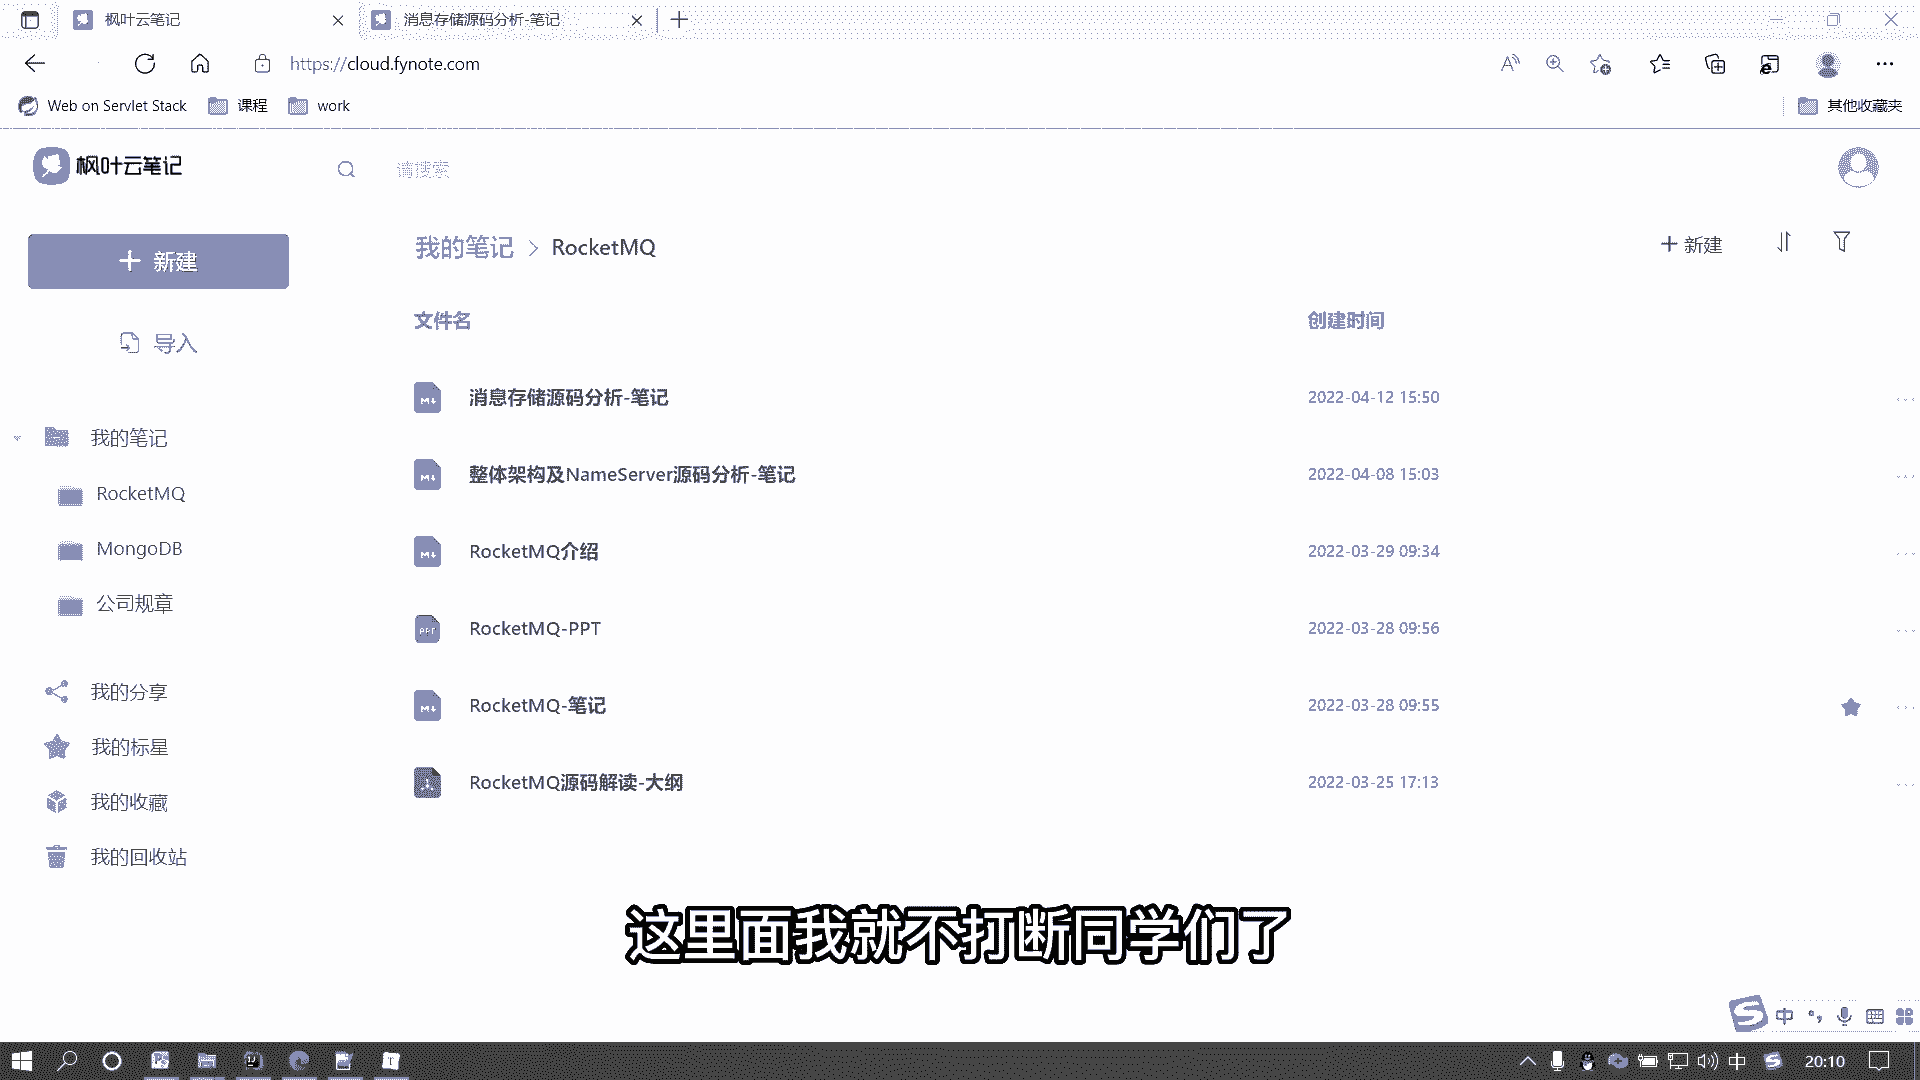 枫叶云笔记
消息存储源码分析-笔记
https://cloud.fynote.com
Web on Servlet Stack
课程
work
其他收藏夹
枫叶云笔记
请搜索
新建
导入
我的笔记
RocketMQ
MongoDB
公司规章
我的分享
我的标星
我的收藏
我的回收站
我的笔记 > RocketMQ
+ 新建
文件名 创建时间
消息存储源码分析-笔记 2022-04-12 15:50
整体架构及NameServer源码分析-笔记 2022-04-08 15:03
RocketMQ介绍 2022-03-29 09:34
RocketMQ-PPT 2022-03-28 09:56
RocketMQ-笔记 2022-03-28 09:55
RocketMQ源码解读-大纲 2022-03-25 17:13
这里面我就不打断同学们了
中
中
20:10